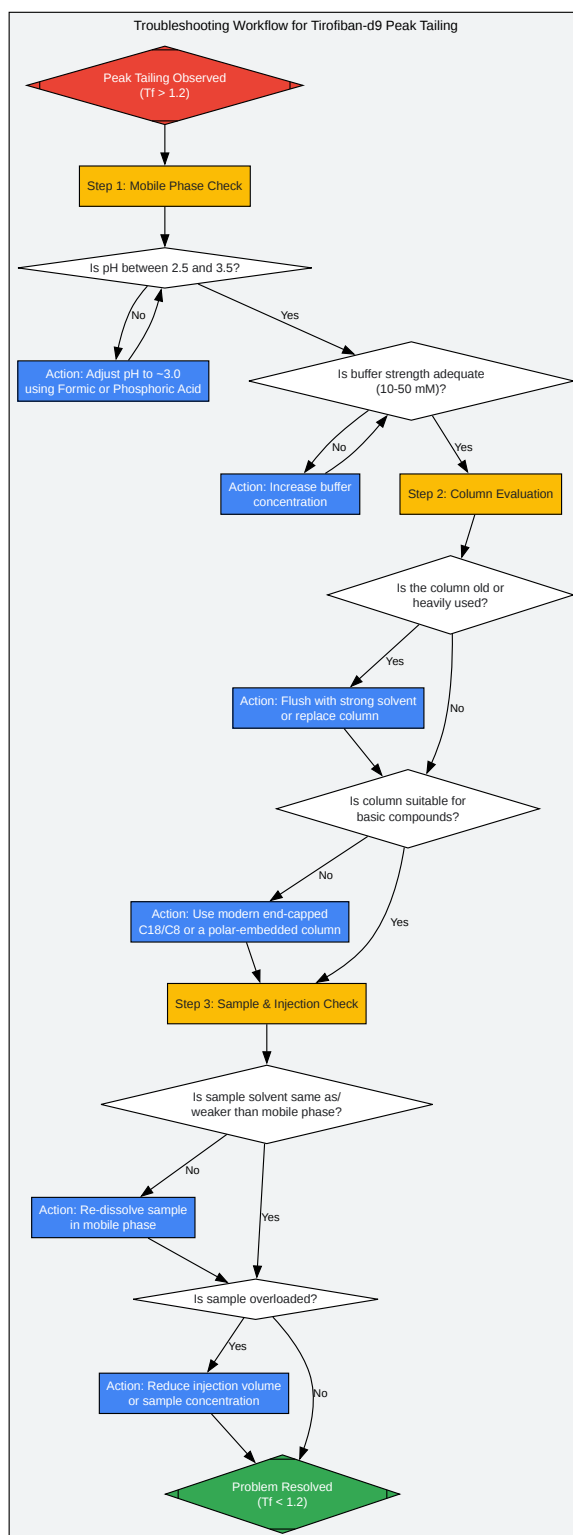 Troubleshooting Workflow for Tirofiban-d9 Peak Tailing
Peak Tailing Observed
(Tf > 1.2)
Step 1: Mobile Phase Check
Is pH between 2.5 and 3.5?
No
Yes
Action: Adjust pH to ~3.0
using Formic or Phosphoric Acid
Is buffer strength adequate
(10-50 mM)?
No
Yes
Action: Increase buffer
concentration
Step 2: Column Evaluation
Is the column old or
heavily used?
Yes
No
Action: Flush with strong solvent
or replace column
Is column suitable for
basic compounds?
No
Yes
Action: Use modern end-capped
C18/C8 or a polar-embedded column
Step 3: Sample & Injection Check
Is sample solvent same as/
weaker than mobile phase?
No
Yes
Action: Re-dissolve sample
in mobile phase
Is sample overloaded?
Yes
No
Action: Reduce injection volume
or sample concentration
Problem Resolved
(Tf < 1.2)